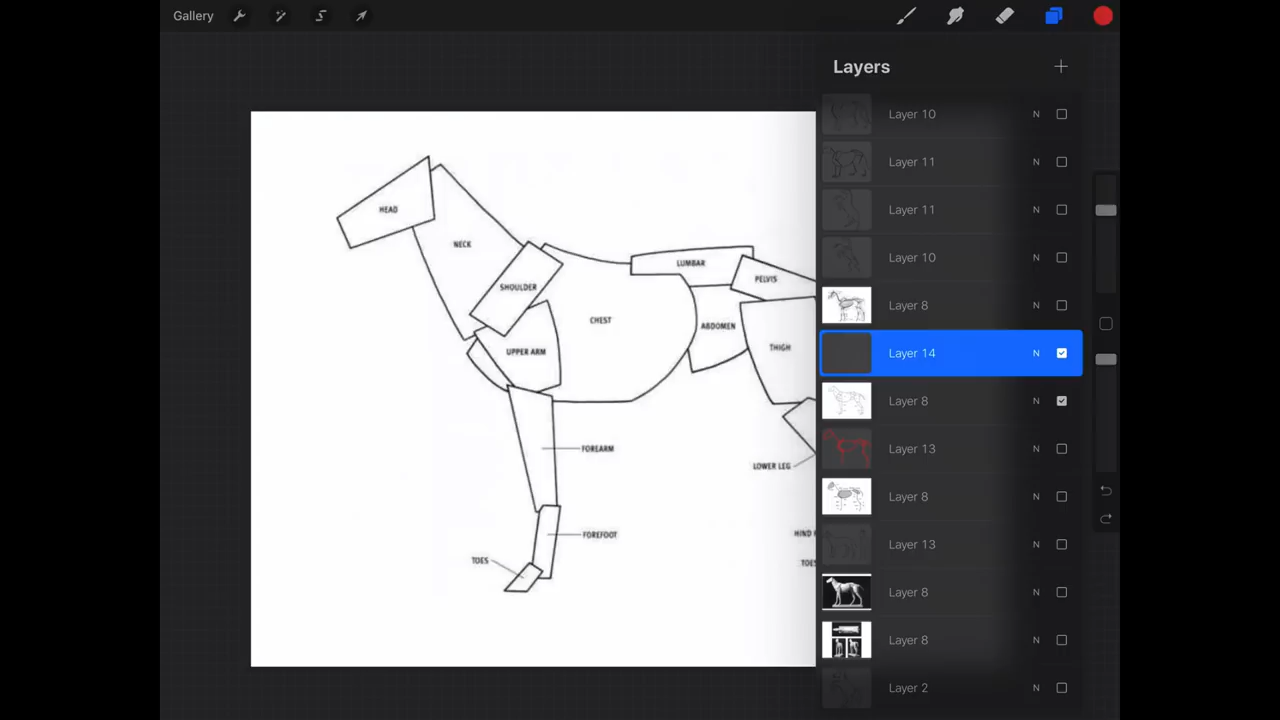 Gallery
Layers
Layer 10 N
Layer 11 N
Layer 11 N
Layer 10 N
Layer 8 N
Layer 14 N
Layer 8 N
Layer 13 N
Layer 8 N
Layer 13 N
Layer 8 N
Layer 8 N
Layer 2 N
HEAD
NECK
SHOULDER
LUMBAR
PELVIS
CHEST
ABDOMEN
UPPER ARM
THIGH
FOREARM
LOWER LEG
FOREFOOT
HIND
TOES
TOES